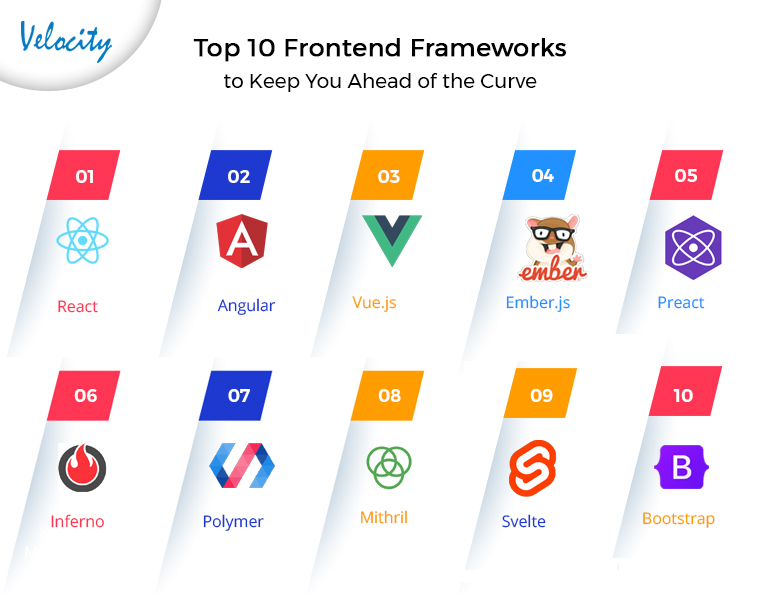 Velocity
Top 10 Frontend Frameworks
to Keep You Ahead of the Curve
01
02
03
04
05
ember
React
Angular
Vue.js
Ember.js
Preact
06
07
08
09
10
B
Inferno
Polymer
Mithril
Svelte
Bootstrap